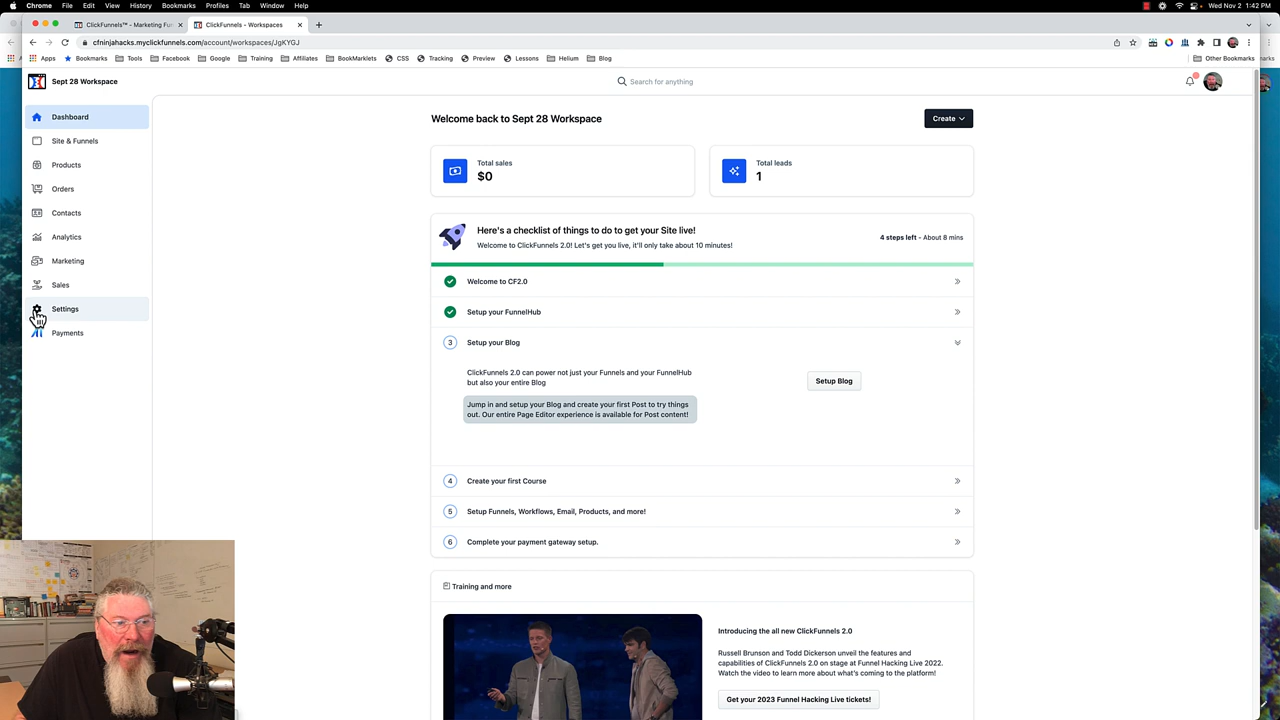 Chrome File Edit View History Bookmarks Profiles Tab Window Help Wed Nov 2 1:42 PM
ClickFunnels™ - Marketing Fun
ClickFunnels - Workspaces
cfninjahacks.myclickfunnels.com/account/workspaces/JgKYGJ
Apps Bookmarks Tools Facebook Google Training Affiliates BookMarklets CSS Tracking Preview Lessons Helium Blog Other Bookmarks
Sept 28 Workspace
Search for anything
Dashboard
Site & Funnels
Products
Orders
Contacts
Analytics
Marketing
Sales
Settings
Payments
Welcome back to Sept 28 Workspace
Create
Total sales
$0
Total leads
1
Here's a checklist of things to do to get your Site live!
Welcome to ClickFunnels 2.0! Let's get you live, it'll only take about 10 minutes!
4 steps left - About 8 mins
Welcome to CF2.0
Setup your FunnelHub
3 Setup your Blog
ClickFunnels 2.0 can power not just your Funnels and your FunnelHub
but also your entire Blog
Setup Blog
Jump in and setup your Blog and create your first Post to try things
out. Our entire Page Editor experience is available for Post content!
4 Create your first Course
5 Setup Funnels, Workflows, Email, Products, and more!
6 Complete your payment gateway setup.
Training and more
Introducing the all new ClickFunnels 2.0
Russell Brunson and Todd Dickerson unveil the features and
capabilities of ClickFunnels 2.0 on stage at Funnel Hacking Live 2022.
Watch the video to learn more about what's coming to the platform!
Get your 2023 Funnel Hacking Live tickets!